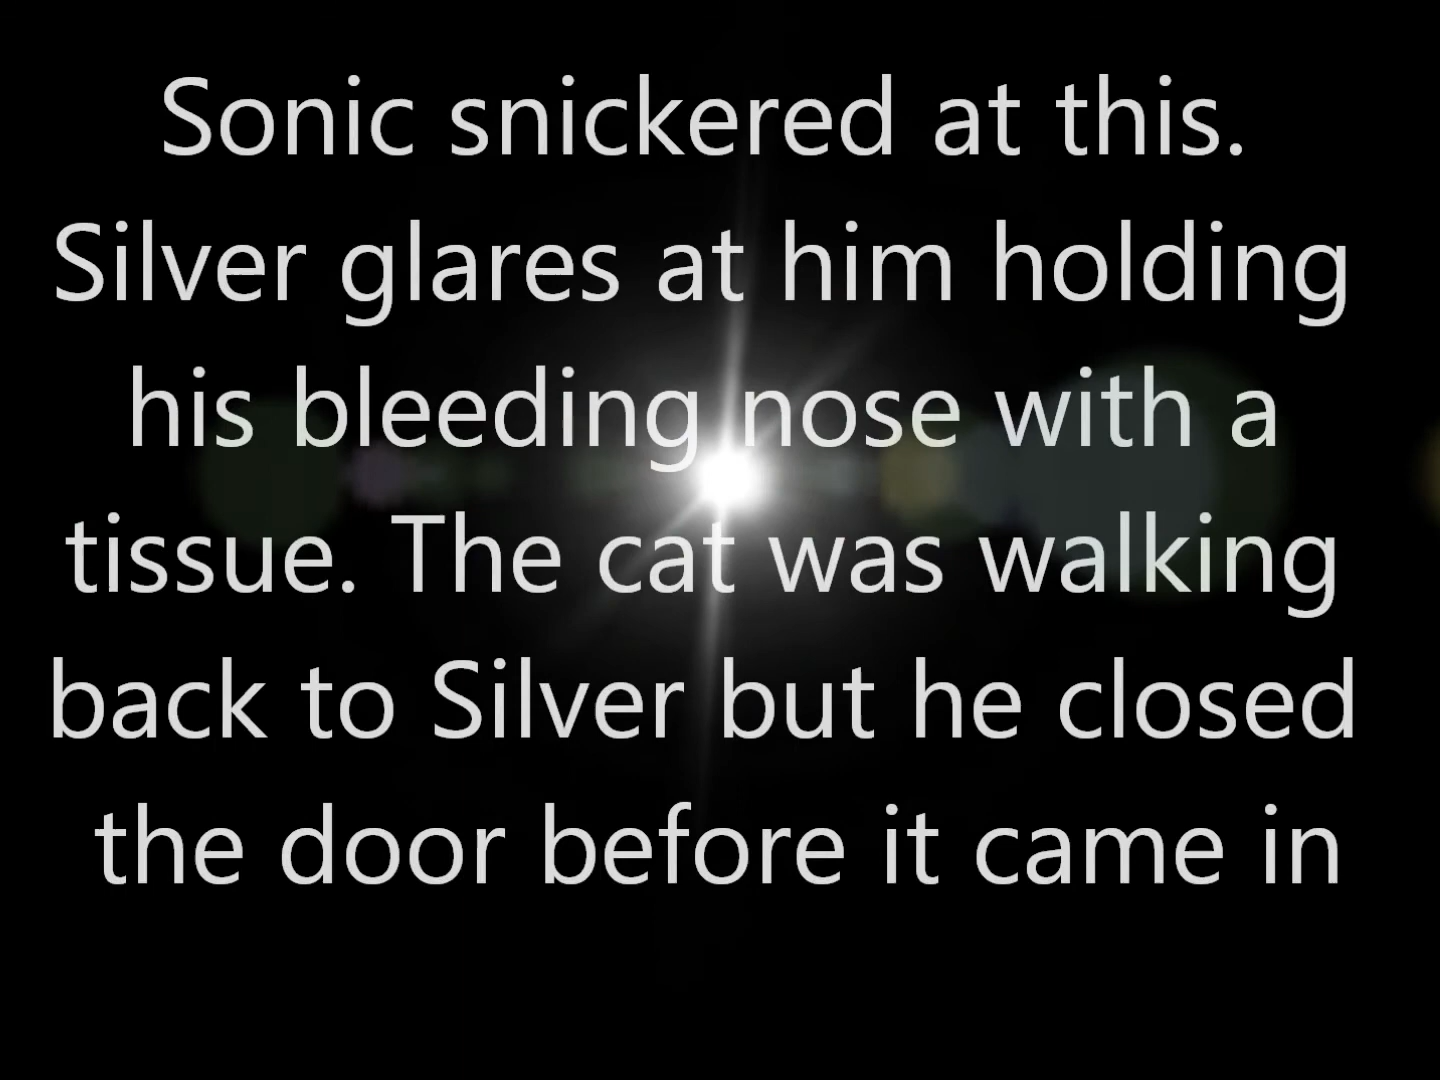 Sonic snickered at this.
Silver glares at him holding
his bleeding nose with a
tissue. The cat was walking
back to Silver but he closed
the door before it came in